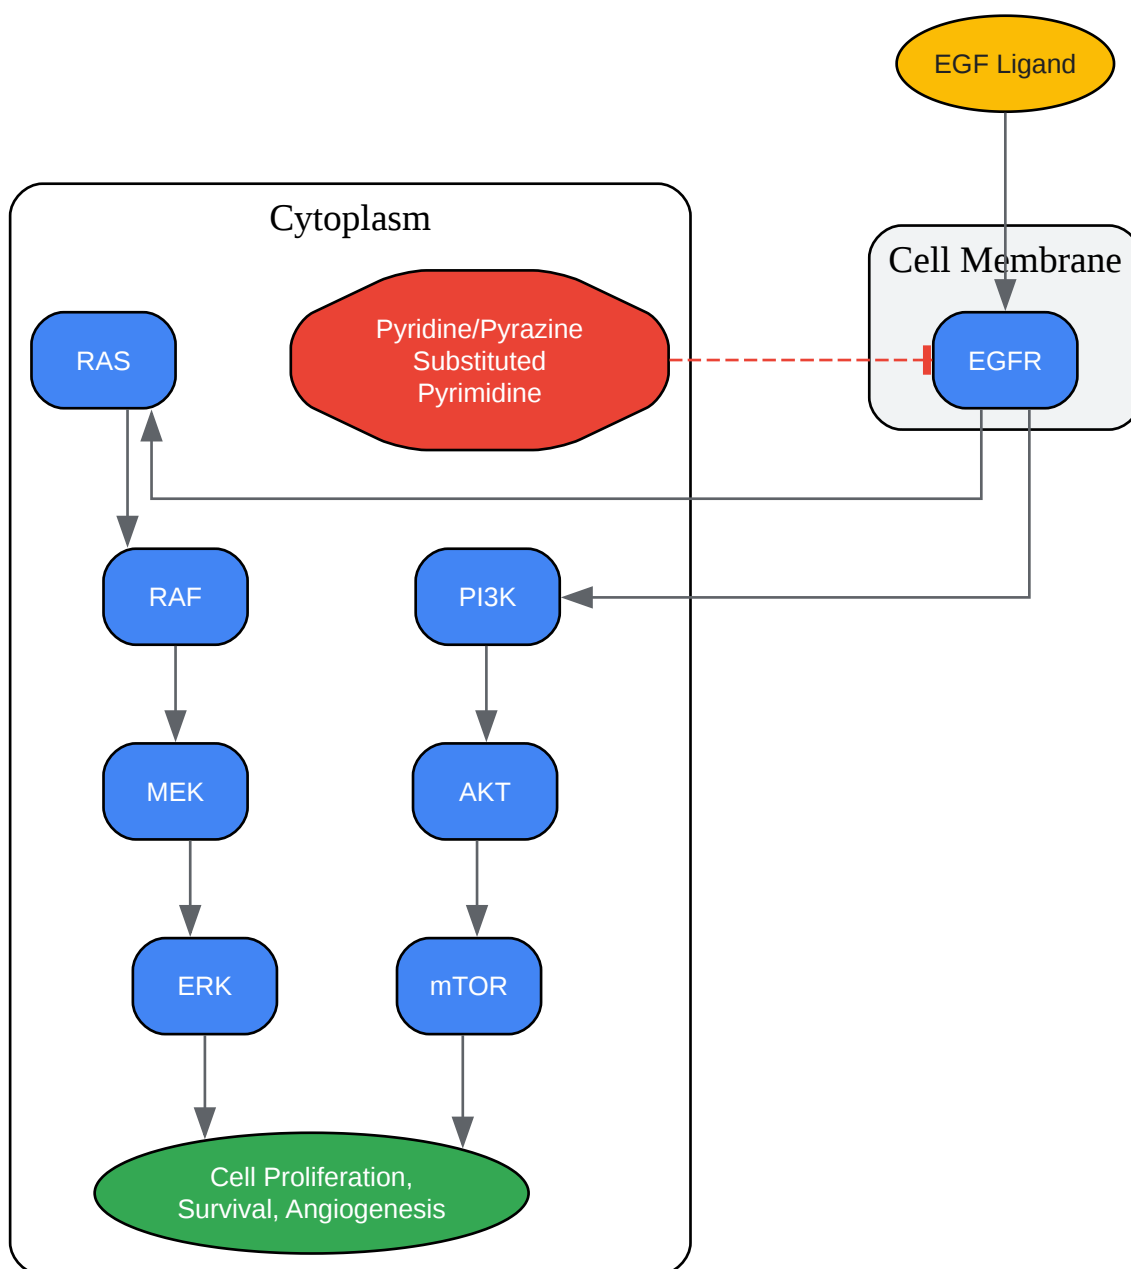 EGF Ligand
Cytoplasm
Cell Membrane
RAS
Pyridine/Pyrazine
Substituted
Pyrimidine
EGFR
RAF
PI3K
MEK
AKT
ERK
mTOR
Cell Proliferation,
Survival, Angiogenesis